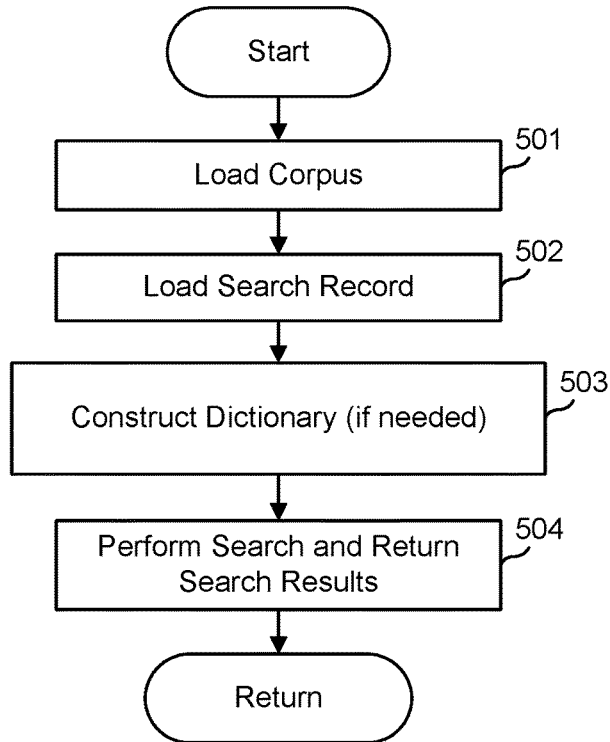 Start
501
Load Corpus
502
Load Search Record
503
Construct Dictionary (if needed)
504
Perform Search and Return
Search Results
Return